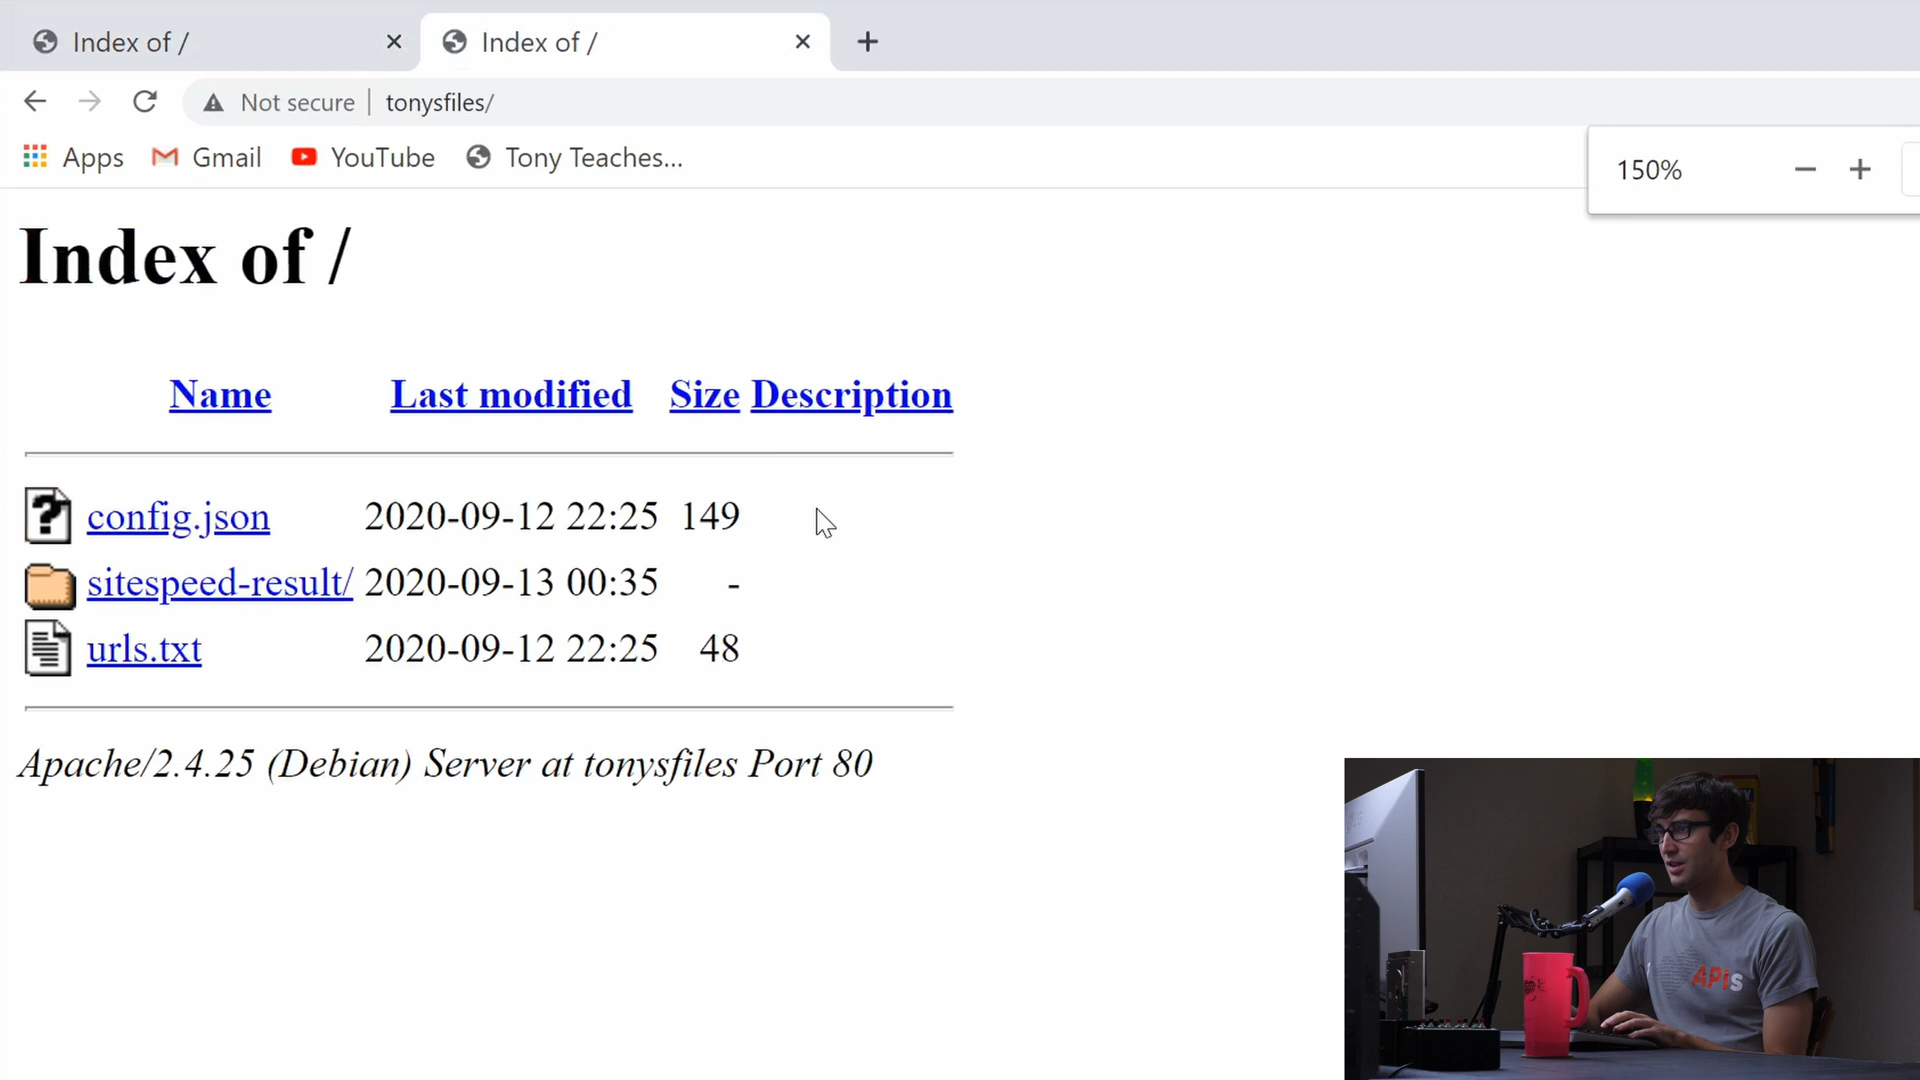 Index of /
Index of /
Not secure | tonysfiles/
Apps Gmail YouTube Tony Teaches...
150%
Index of /
Name Last modified Size Description
config.json 2020-09-12 22:25 149
sitespeed-result/ 2020-09-13 00:35 -
urls.txt 2020-09-12 22:25 48
Apache/2.4.25 (Debian) Server at tonysfiles Port 80
APIs